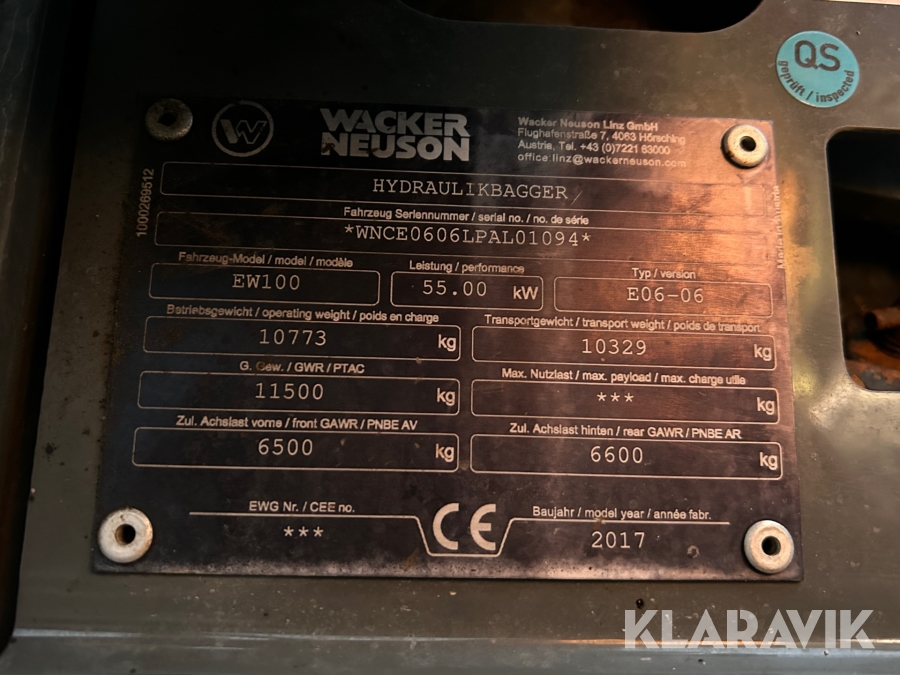 QS
geprüft / inspected
W
WACKER
NEUSON
Wacker Neuson Linz GmbH
Flughafenstraße 7, 4063 Hörsching
Austria, Tel. +43 (0)7221 63000
office.linz@wackerneuson.com
1000269512
Made in Austria
HYDRAULIKBAGGER
Fahrzeug Seriennummer / serial no. / no. de série
*WNCE0606LPAL01094*
Fahrzeug-Model / model / modèle
EW100
Leistung / performance
55.00 kW
Typ / version
E06-06
Betriebsgewicht / operating weight / poids en charge
10773 kg
Transportgewicht / transport weight / poids de transport
10329 kg
G. Gew. / GWR / PTAC
11500 kg
Max. Nutzlast / max. payload / max. charge utile
*** kg
Zul. Achslast vorne / front GAWR / PNBE AV
6500 kg
Zul. Achslast hinten / rear GAWR / PNBE AR
6600 kg
EWG Nr. / CEE no.
***
CE
Baujahr / model year / année fabr.
2017
KLARAVIK